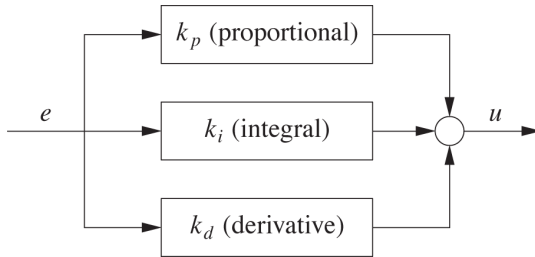 k_p (proportional)
e
k_i (integral)
u
k_d (derivative)